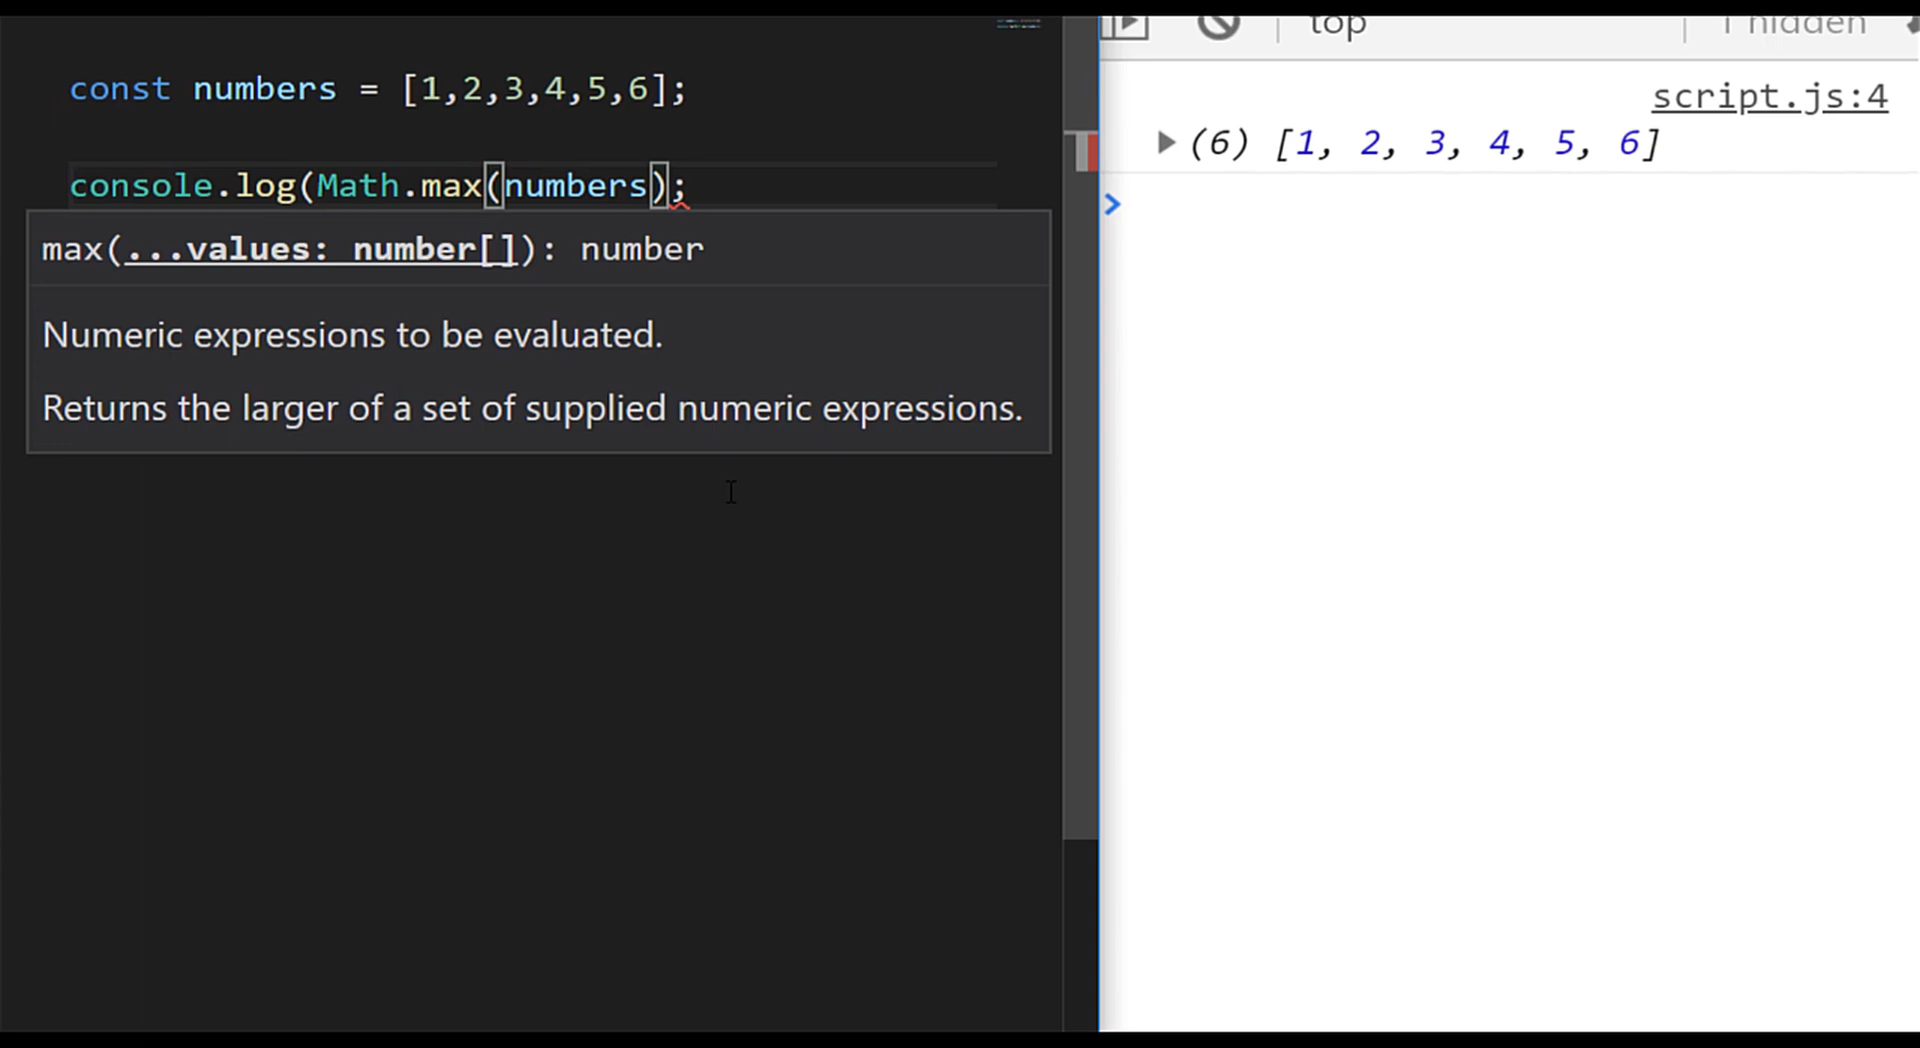 const numbers = [1,2,3,4,5,6];
console.log(Math.max(numbers);
max(...values: number[]): number
Numeric expressions to be evaluated.
Returns the larger of a set of supplied numeric expressions.
top
1 hidden
script.js:4
(6) [1, 2, 3, 4, 5, 6]